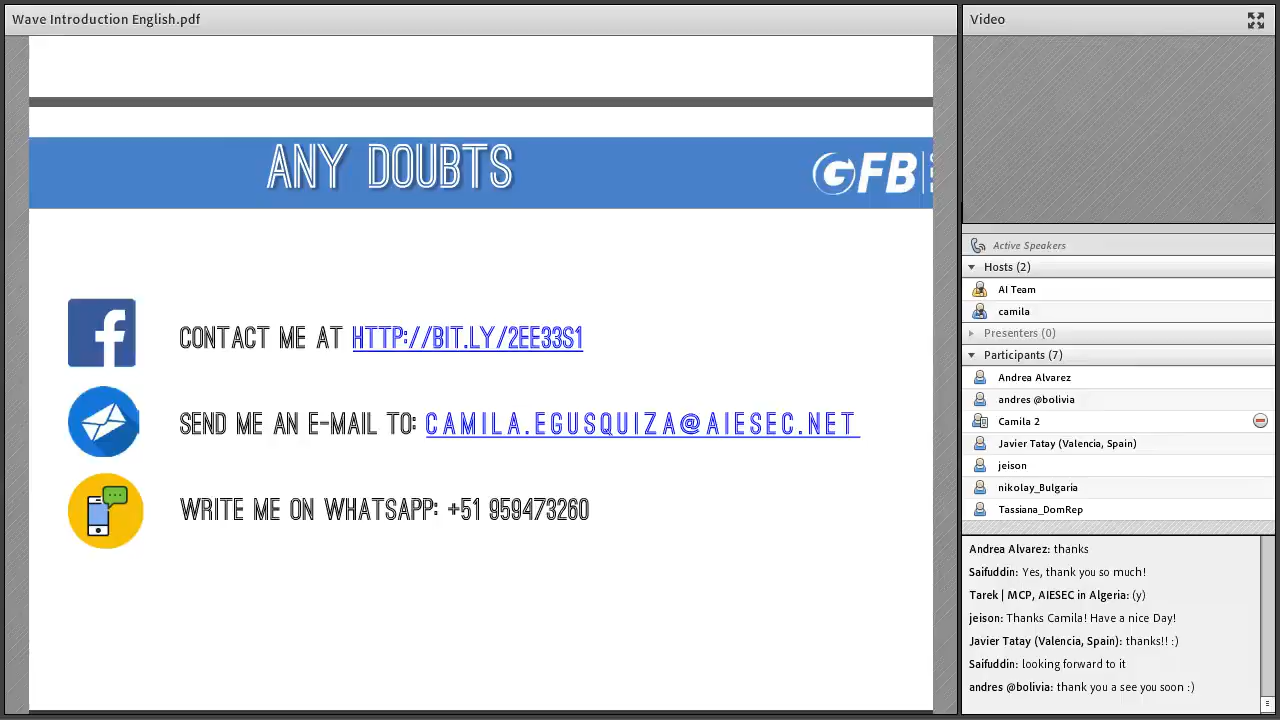 Wave Introduction English.pdf
ANY DOUBTS
GFB
CONTACT ME AT HTTP://BIT.LY/2EE33S1
SEND ME AN E-MAIL TO: CAMILA.EGUSQUIZA@AIESEC.NET
WRITE ME ON WHATSAPP: +51 959473260
Video
Active Speakers
Hosts (2)
AI Team
camila
Presenters (0)
Participants (7)
Andrea Alvarez
andres @bolivia
Camila 2
Javier Tatay (Valencia, Spain)
jeison
nikolay_Bulgaria
Tassiana_DomRep
Andrea Alvarez: thanks
Saifuddin: Yes, thank you so much!
Tarek | MCP, AIESEC in Algeria: (y)
jeison: Thanks Camila! Have a nice Day!
Javier Tatay (Valencia, Spain): thanks!! :)
Saifuddin: looking forward to it
andres @bolivia: thank you a see you soon :)